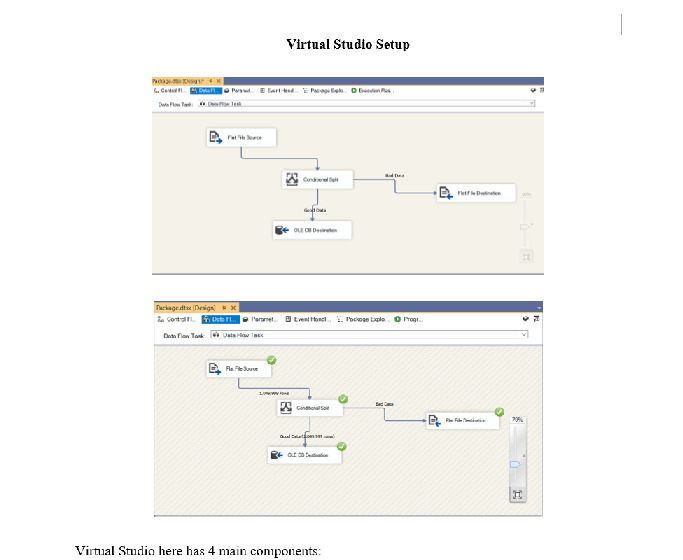 Virtual Studio Setup
Package.dtsx [Design]*
Control Fl... Data Fl... Paramet... Event Handl... Package Explo... Execution Res...
Data Flow Task: Data Flow Task
Flat File Source
Conditional Split
Bad Data
Flat File Destination
Good Data
OLE DB Destination
Package.dtsx [Design]
Control Fl... Data Fl... Paramet... Event Handl... Package Explo... Progr...
Data Flow Task: Data Flow Task
Flat File Source
rows
Conditional Split
Bad Data
Flat File Destination
70%
Good Data rows)
OLE DB Destination
Virtual Studio here has 4 main components: